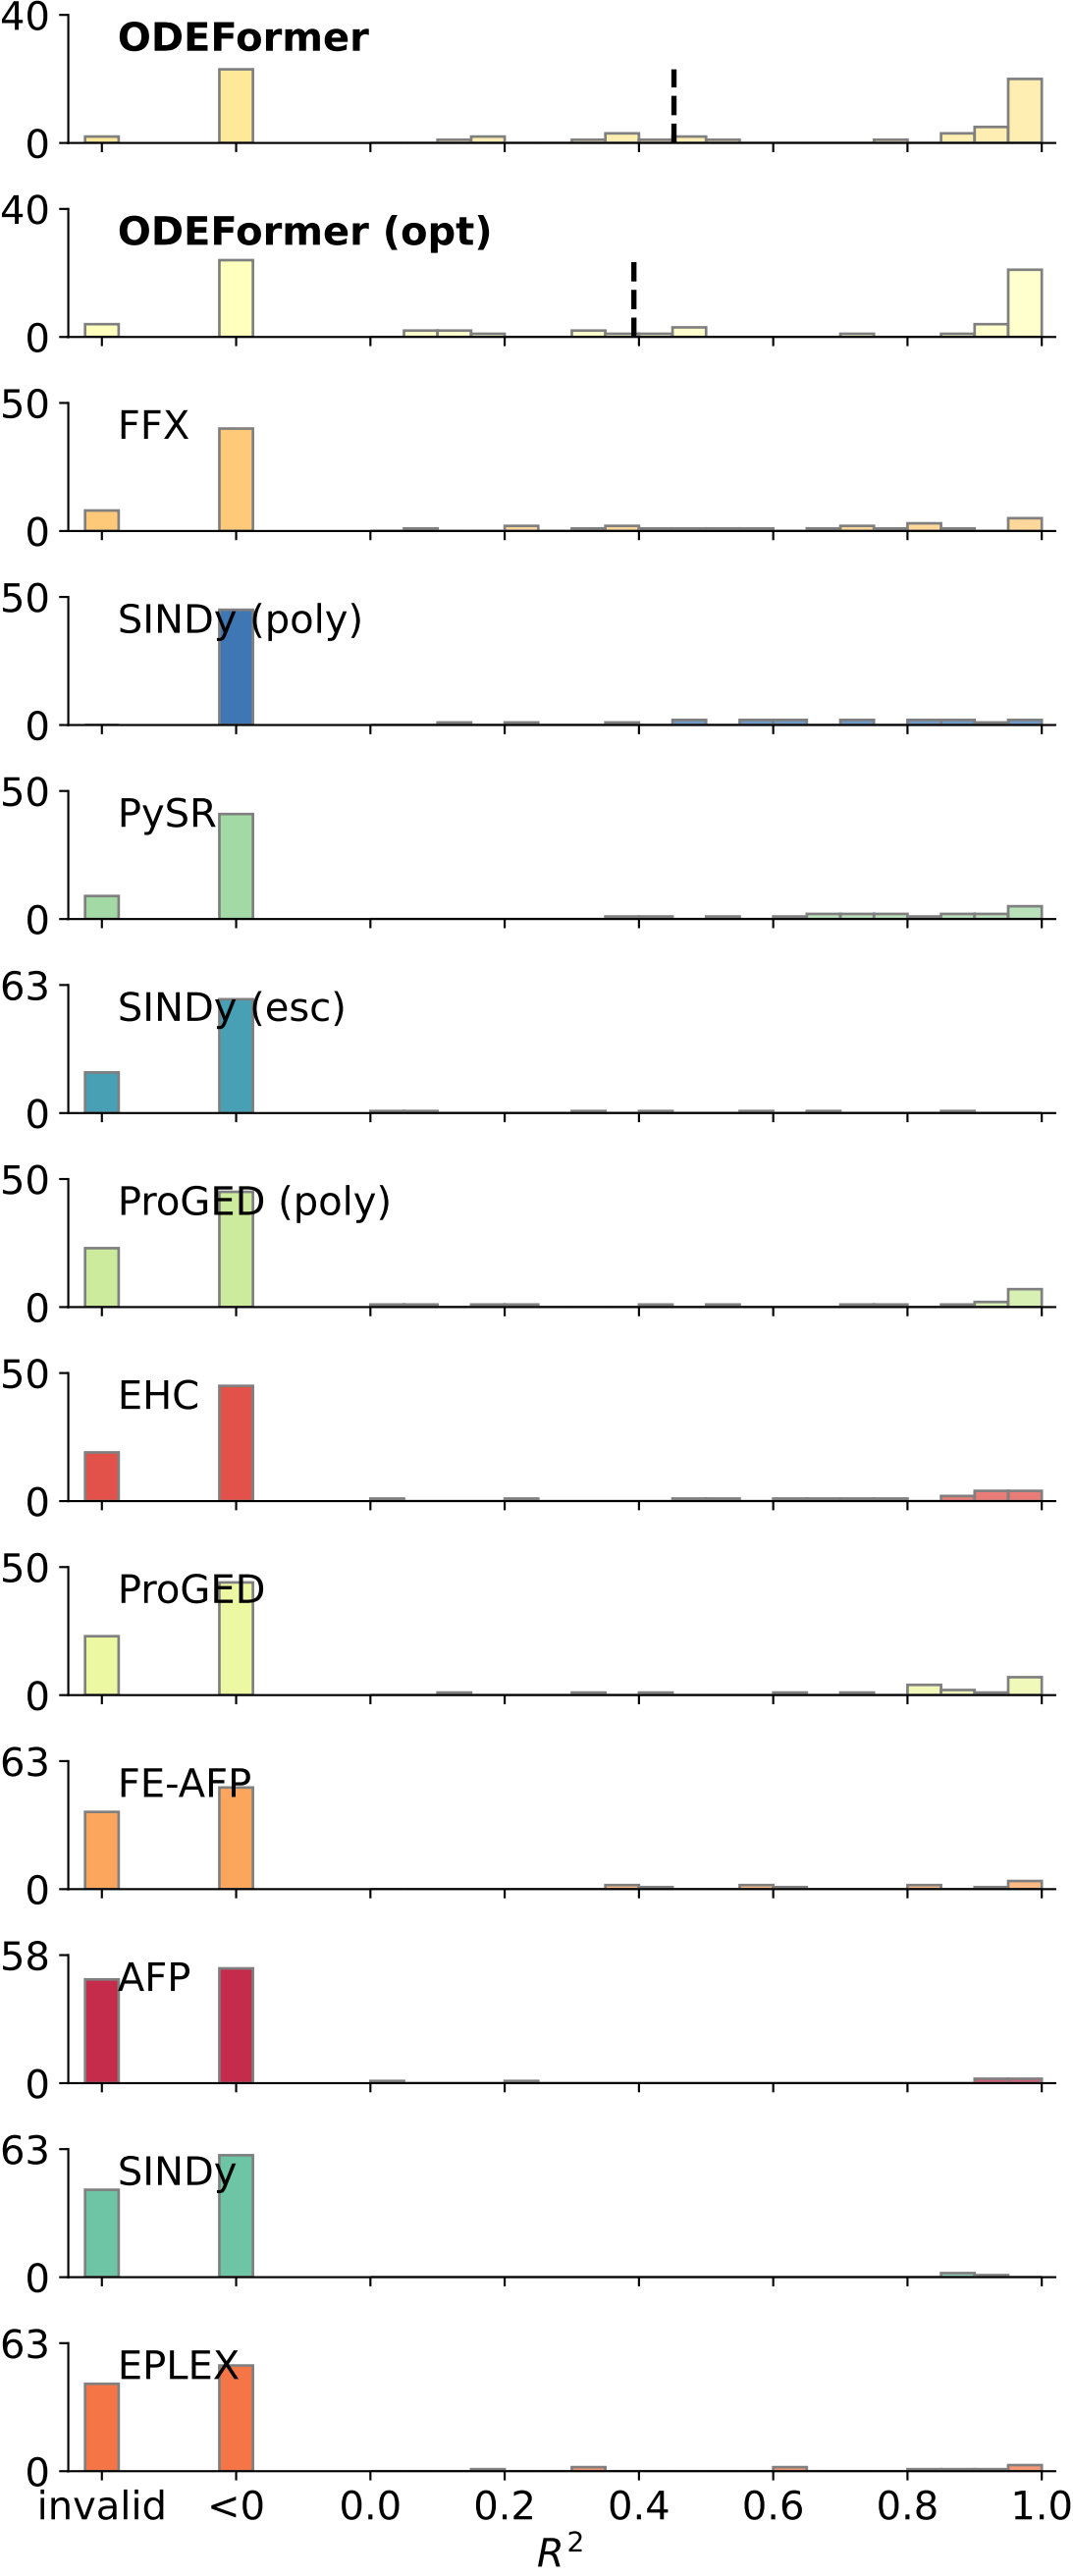 40
ODEFormer
0
40
ODEFormer (opt)
0
50
FFX
0
50
SINDy (poly)
0
50
PySR
0
63
SINDy (esc)
0
50
ProGED (poly)
0
50
EHC
0
50
ProGED
0
63
FE-AFP
0
58
AFP
0
63
SINDy
0
63
EPLEX
0
invalid <0 0.0 0.2 0.4 0.6 0.8 1.0
R²